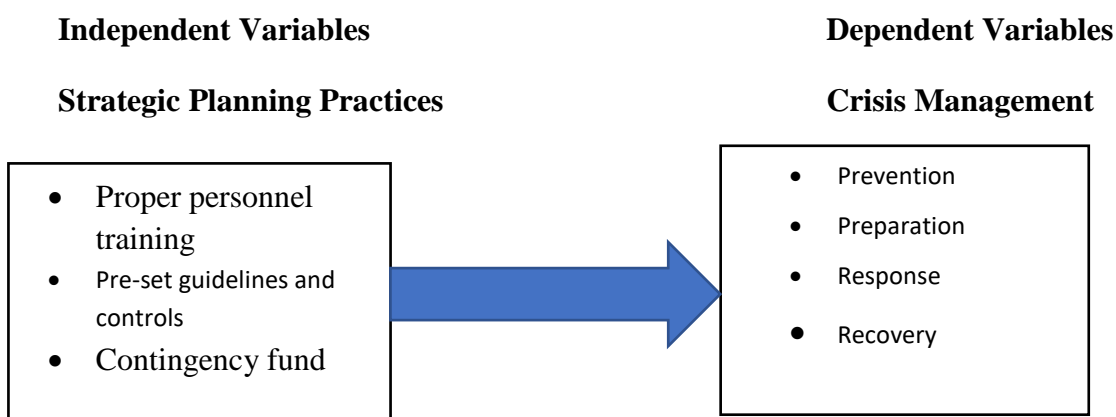 Independent Variables
Dependent Variables
Strategic Planning Practices
Crisis Management
• Proper personnel
training
• Pre-set guidelines and
controls
• Contingency fund
• Prevention
• Preparation
• Response
• Recovery